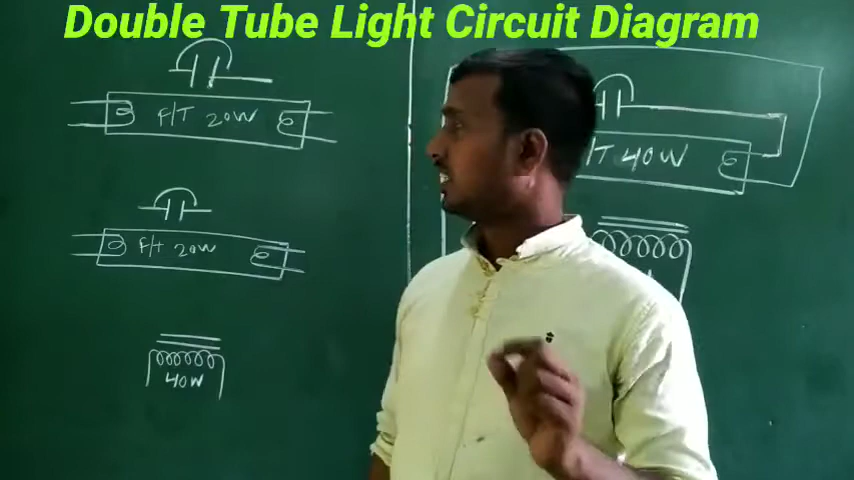 Double Tube Light Circuit Diagram
F/T 20W
F/T 20W
40W
/T 40W